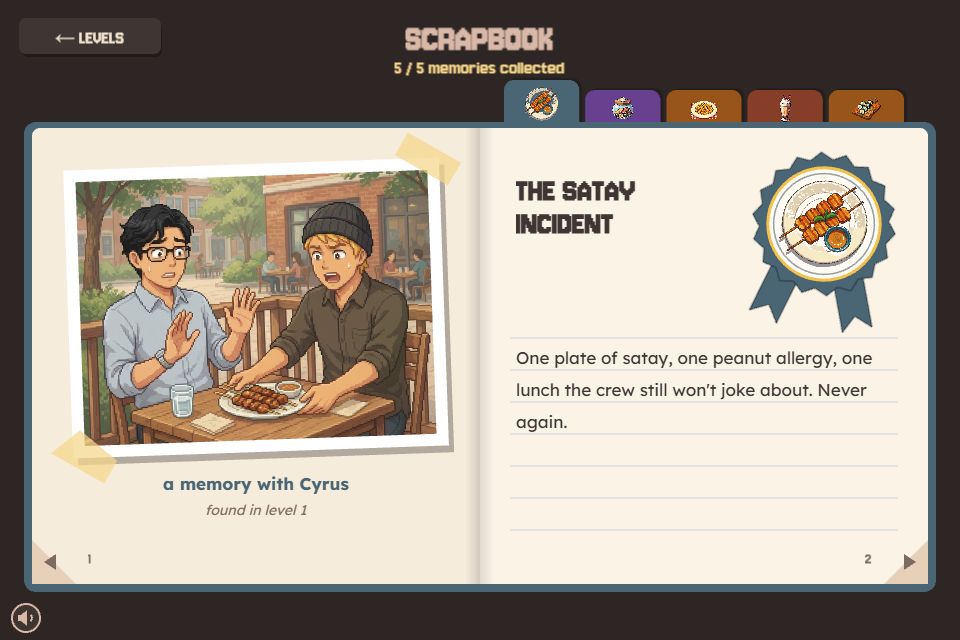 ← LEVELS
SCRAPBOOK
5 / 5 memories collected
THE SATAY
INCIDENT
One plate of satay, one peanut allergy, one
lunch the crew still won't joke about. Never
again.
a memory with Cyrus
found in level 1
1
2